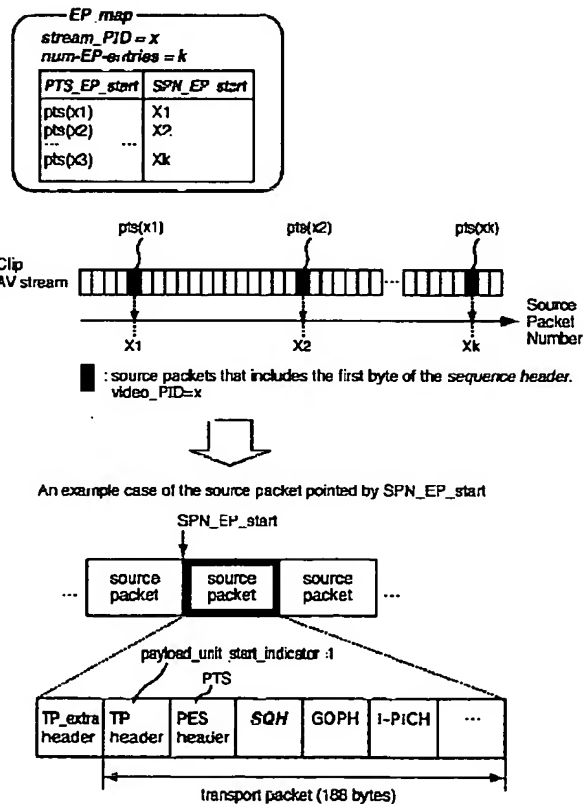 EP_map
stream_PID = x
num-EP-entries = k
PTS_EP_start SPN_EP_start
pts(x1) X1
pts(x2) X2
... ...
pts(x3) Xk
pts(x1) pts(x2) pts(xk)
Clip
AV stream
...
Source
Packet
Number
X1 X2 Xk
: source packets that includes the first byte of the sequence header.
video_PID=x
An example case of the source packet pointed by SPN_EP_start
SPN_EP_start
... source packet source packet source packet ...
payload_unit_start_indicator :1
PTS
TP_extra header TP header PES header SQH GOPH I-PICH ...
transport packet (188 bytes)